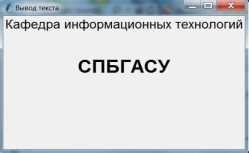 Вывод текста
Кафедра информационных технологий
СПБГАСУ